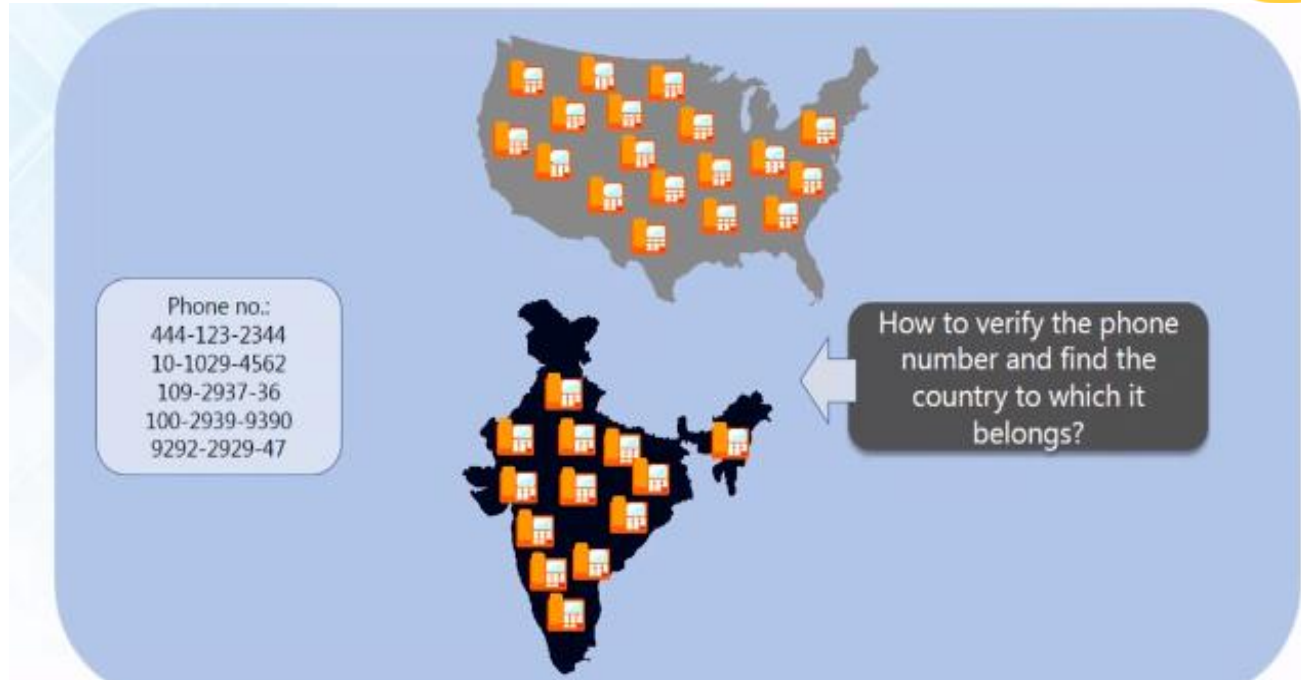 Phone no.:
444-123-2344
10-1029-4562
109-2937-36
100-2939-9390
9292-2929-47
How to verify the phone
number and find the
country to which it
belongs?